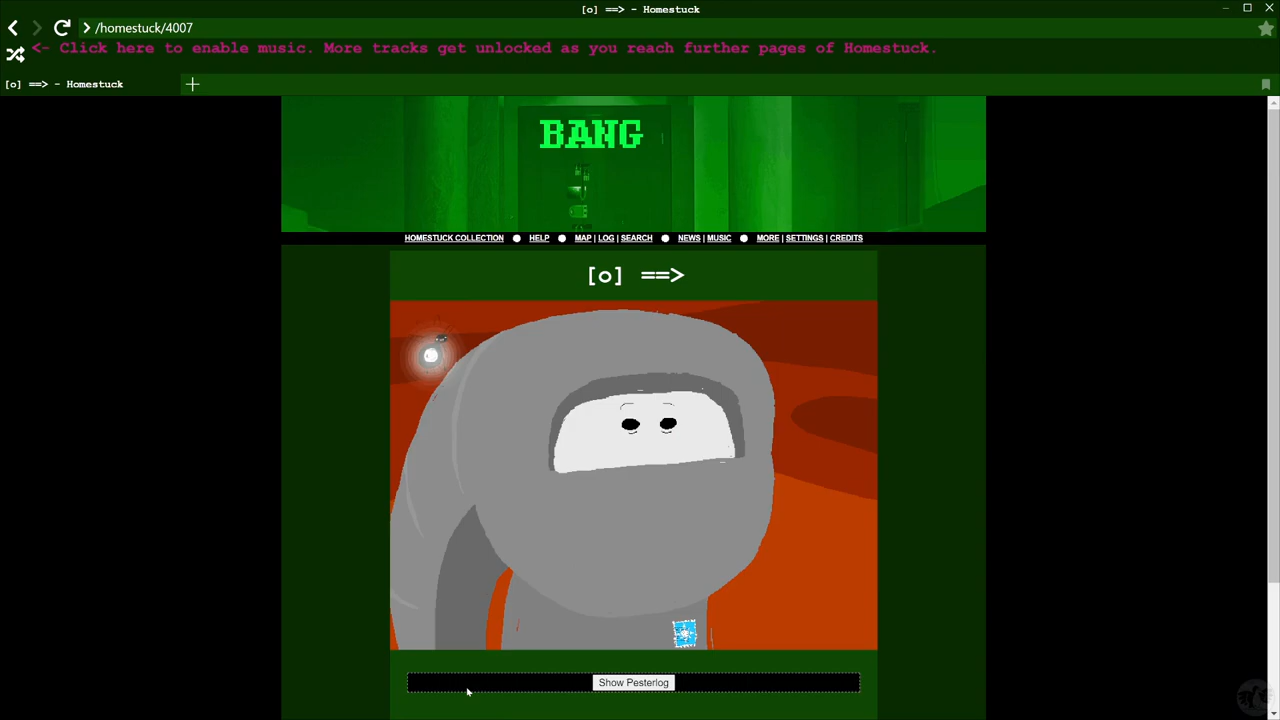 [o] ==> - Homestuck
/homestuck/4007
<- Click here to enable music. More tracks get unlocked as you reach further pages of Homestuck.
[o] ==> - Homestuck
BANG
HOMESTUCK COLLECTION HELP MAP | LOG | SEARCH NEWS | MUSIC MORE | SETTINGS | CREDITS
[o] ==>
Show Pesterlog